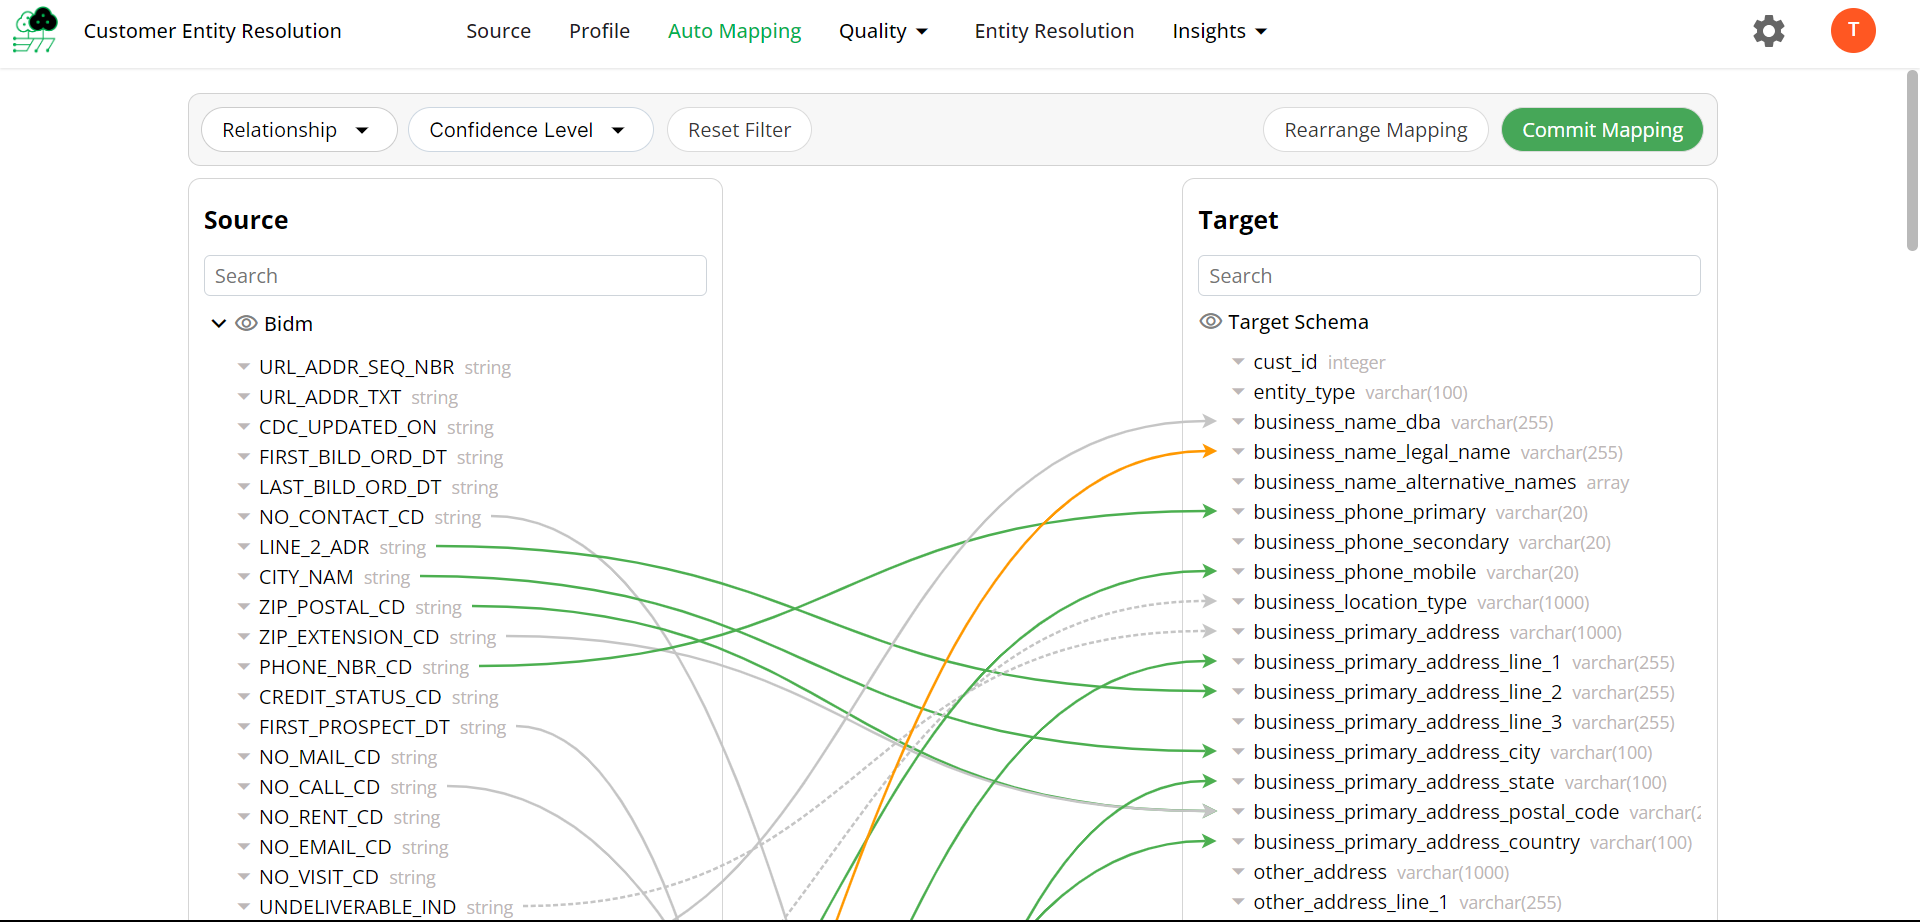 Customer Entity Resolution
Source Profile Auto Mapping Quality Entity Resolution Insights T
Relationship Confidence Level Reset Filter Rearrange Mapping Commit Mapping
Source
Search
Bidm
URL_ADDR_SEQ_NBR string
URL_ADDR_TXT string
CDC_UPDATED_ON string
FIRST_BILD_ORD_DT string
LAST_BILD_ORD_DT string
NO_CONTACT_CD string
LINE_2_ADR string
CITY_NAM string
ZIP_POSTAL_CD string
ZIP_EXTENSION_CD string
PHONE_NBR_CD string
CREDIT_STATUS_CD string
FIRST_PROSPECT_DT string
NO_MAIL_CD string
NO_CALL_CD string
NO_RENT_CD string
NO_EMAIL_CD string
NO_VISIT_CD string
UNDELIVERABLE_IND string
Target
Search
Target Schema
cust_id integer
entity_type varchar(100)
business_name_dba varchar(255)
business_name_legal_name varchar(255)
business_name_alternative_names array
business_phone_primary varchar(20)
business_phone_secondary varchar(20)
business_phone_mobile varchar(20)
business_location_type varchar(1000)
business_primary_address varchar(1000)
business_primary_address_line_1 varchar(255)
business_primary_address_line_2 varchar(255)
business_primary_address_line_3 varchar(255)
business_primary_address_city varchar(100)
business_primary_address_state varchar(100)
business_primary_address_postal_code varchar(
business_primary_address_country varchar(100)
other_address varchar(1000)
other_address_line_1 varchar(255)